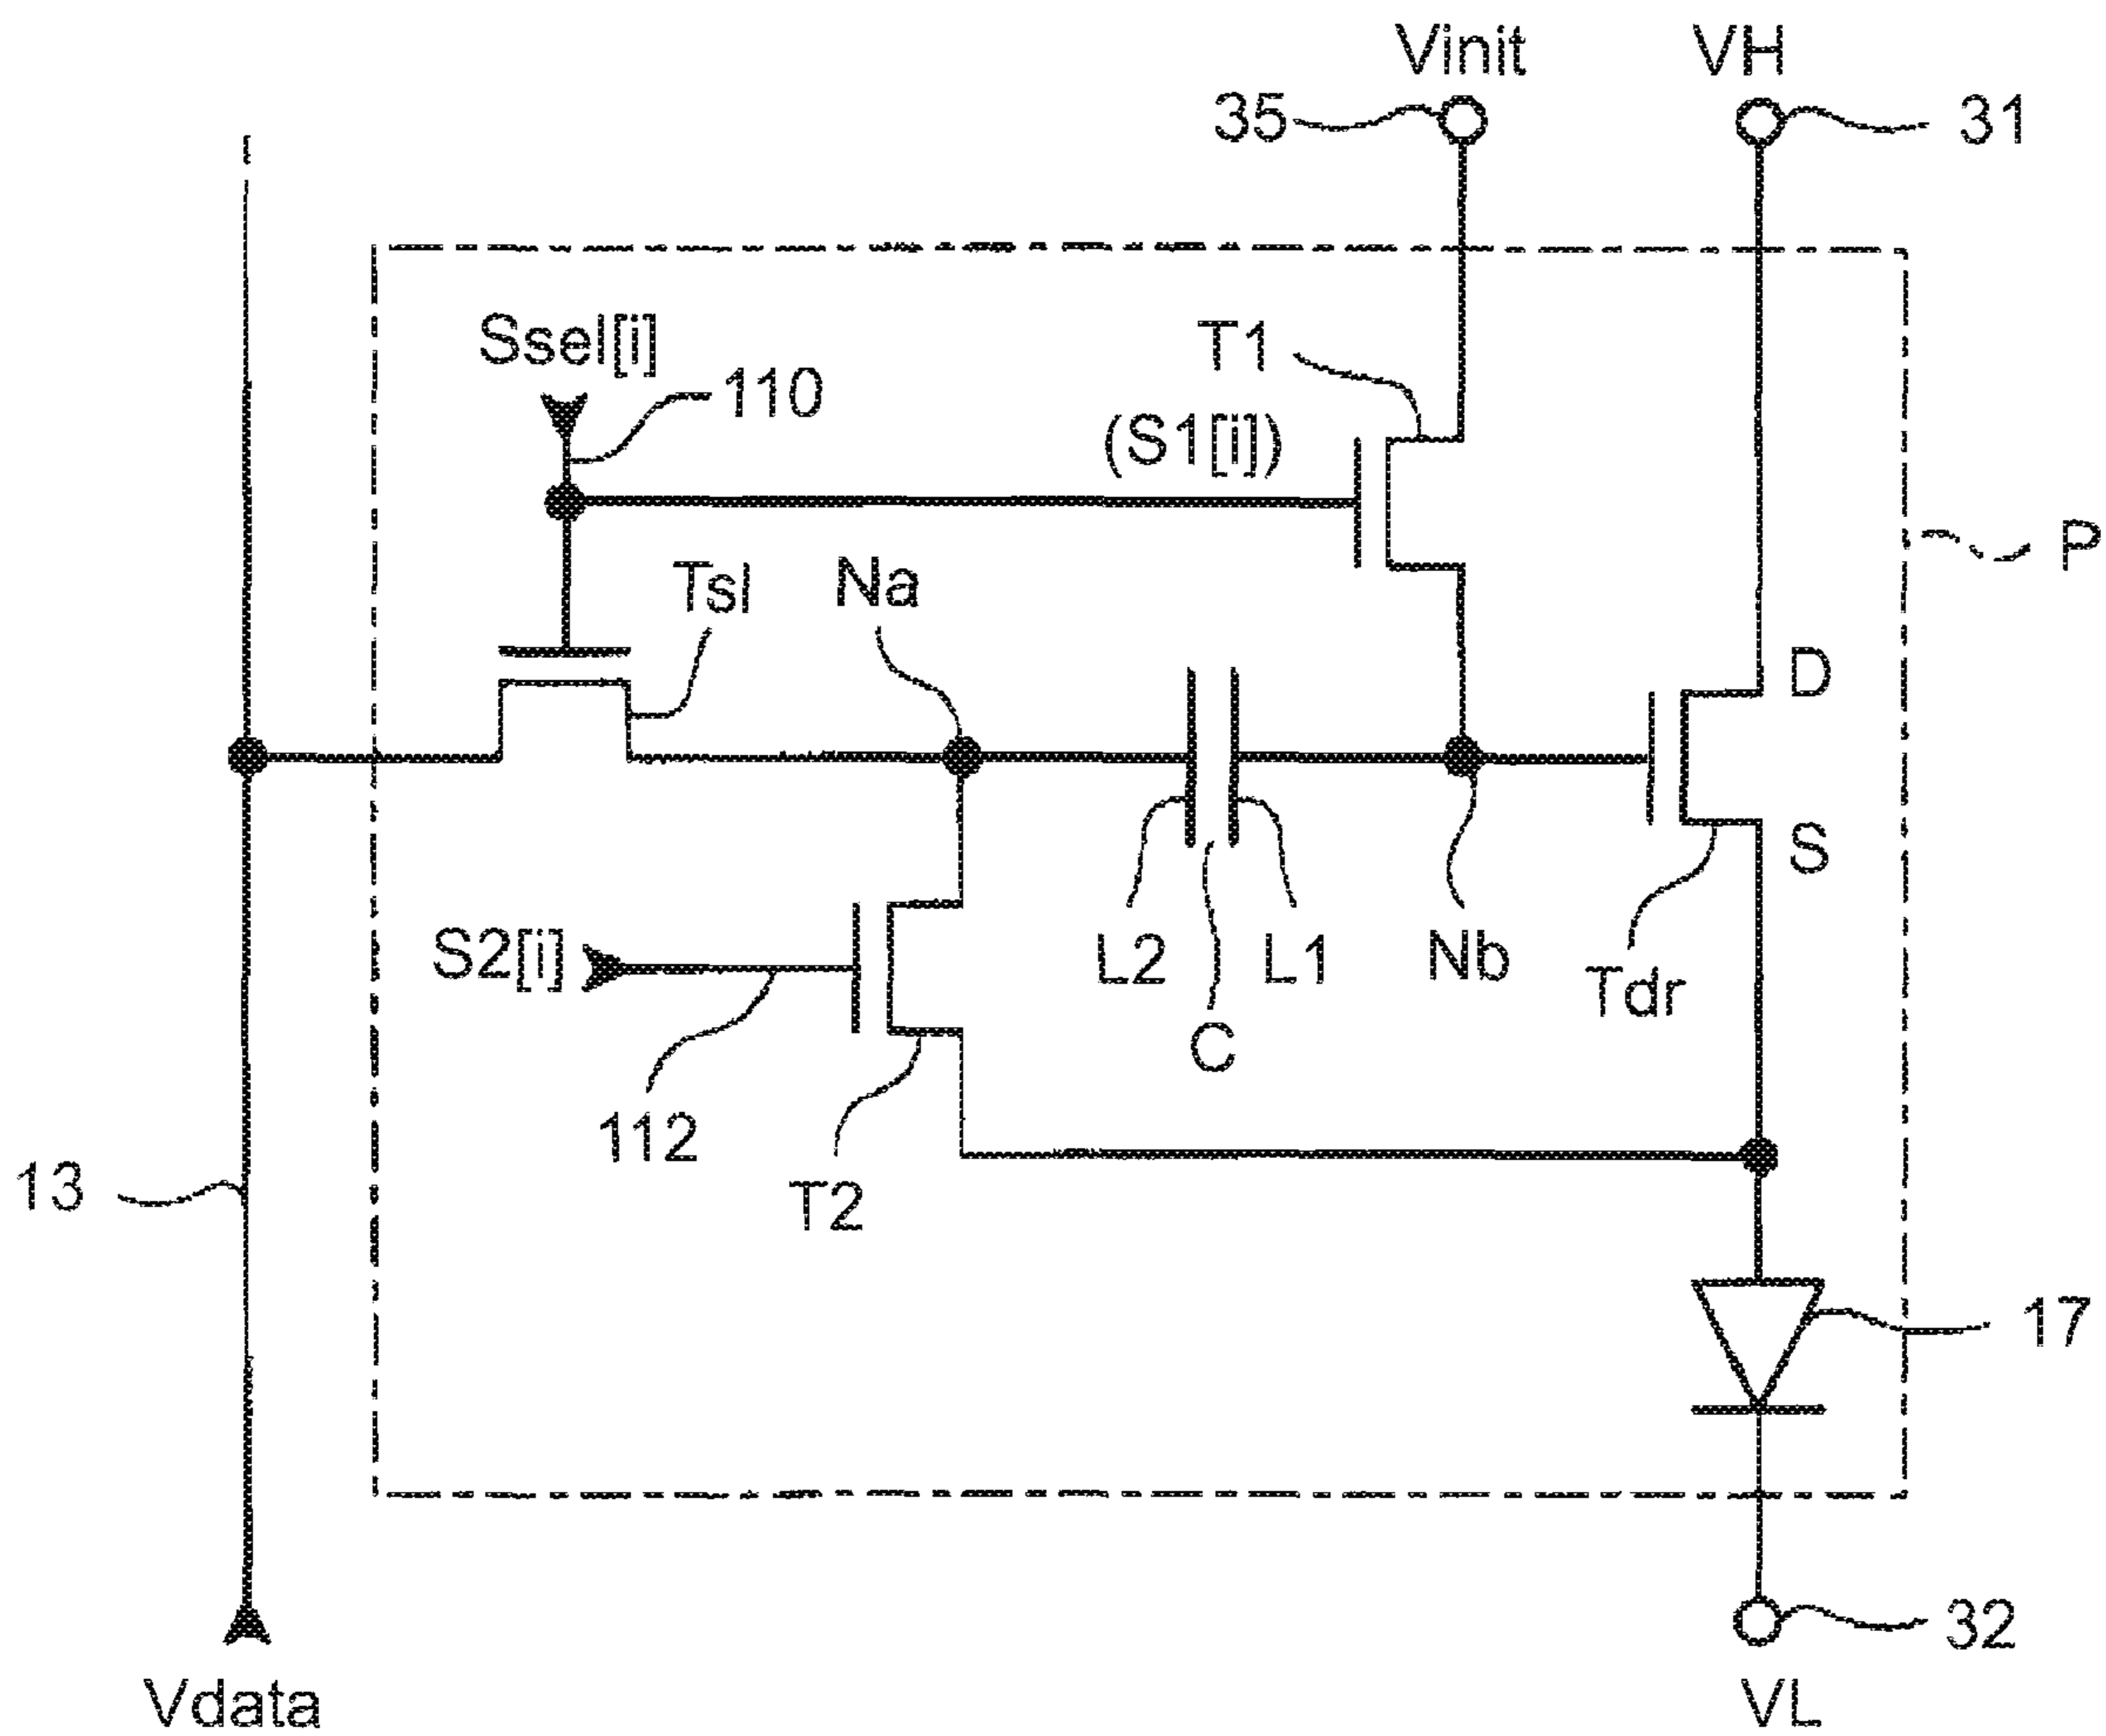 Vinit
VH
35
31
Ssel[i]
110
T1
(S1[i])
P
Tsl
Na
D
S
S2[i]
L2
C
L1
Nb
Tdr
112
T2
13
17
32
Vdata
VL